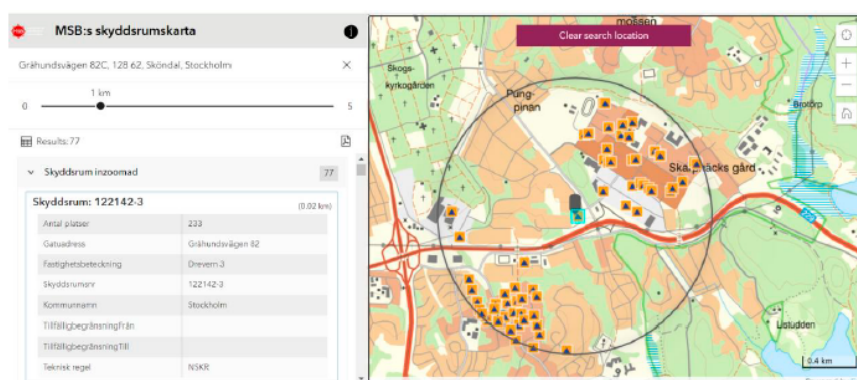 MSB:s skyddsrumskarta
Gråhundsvägen 82C, 128 62, Sköndal, Stockholm
1 km
0
5
Results: 77
Skyddsrum inzoomad
77
Skyddsrum: 122142-3
(0.02 km)
Antal platser 233
Gatuadress Gråhundsvägen 82
Fastighetsbeteckning Drevern-3
Skyddsrumsnr 122142-3
Kommunnamn Stockholm
TillfälligbegränsningFrån
TillfälligbegränsningTill
Teknisk regel NSKR
mossen
Clear search location
Skogs-
kyrkogården
Pung-
pinan
Brotorp
Skarpnäcks gård
Listudden
0.4 km